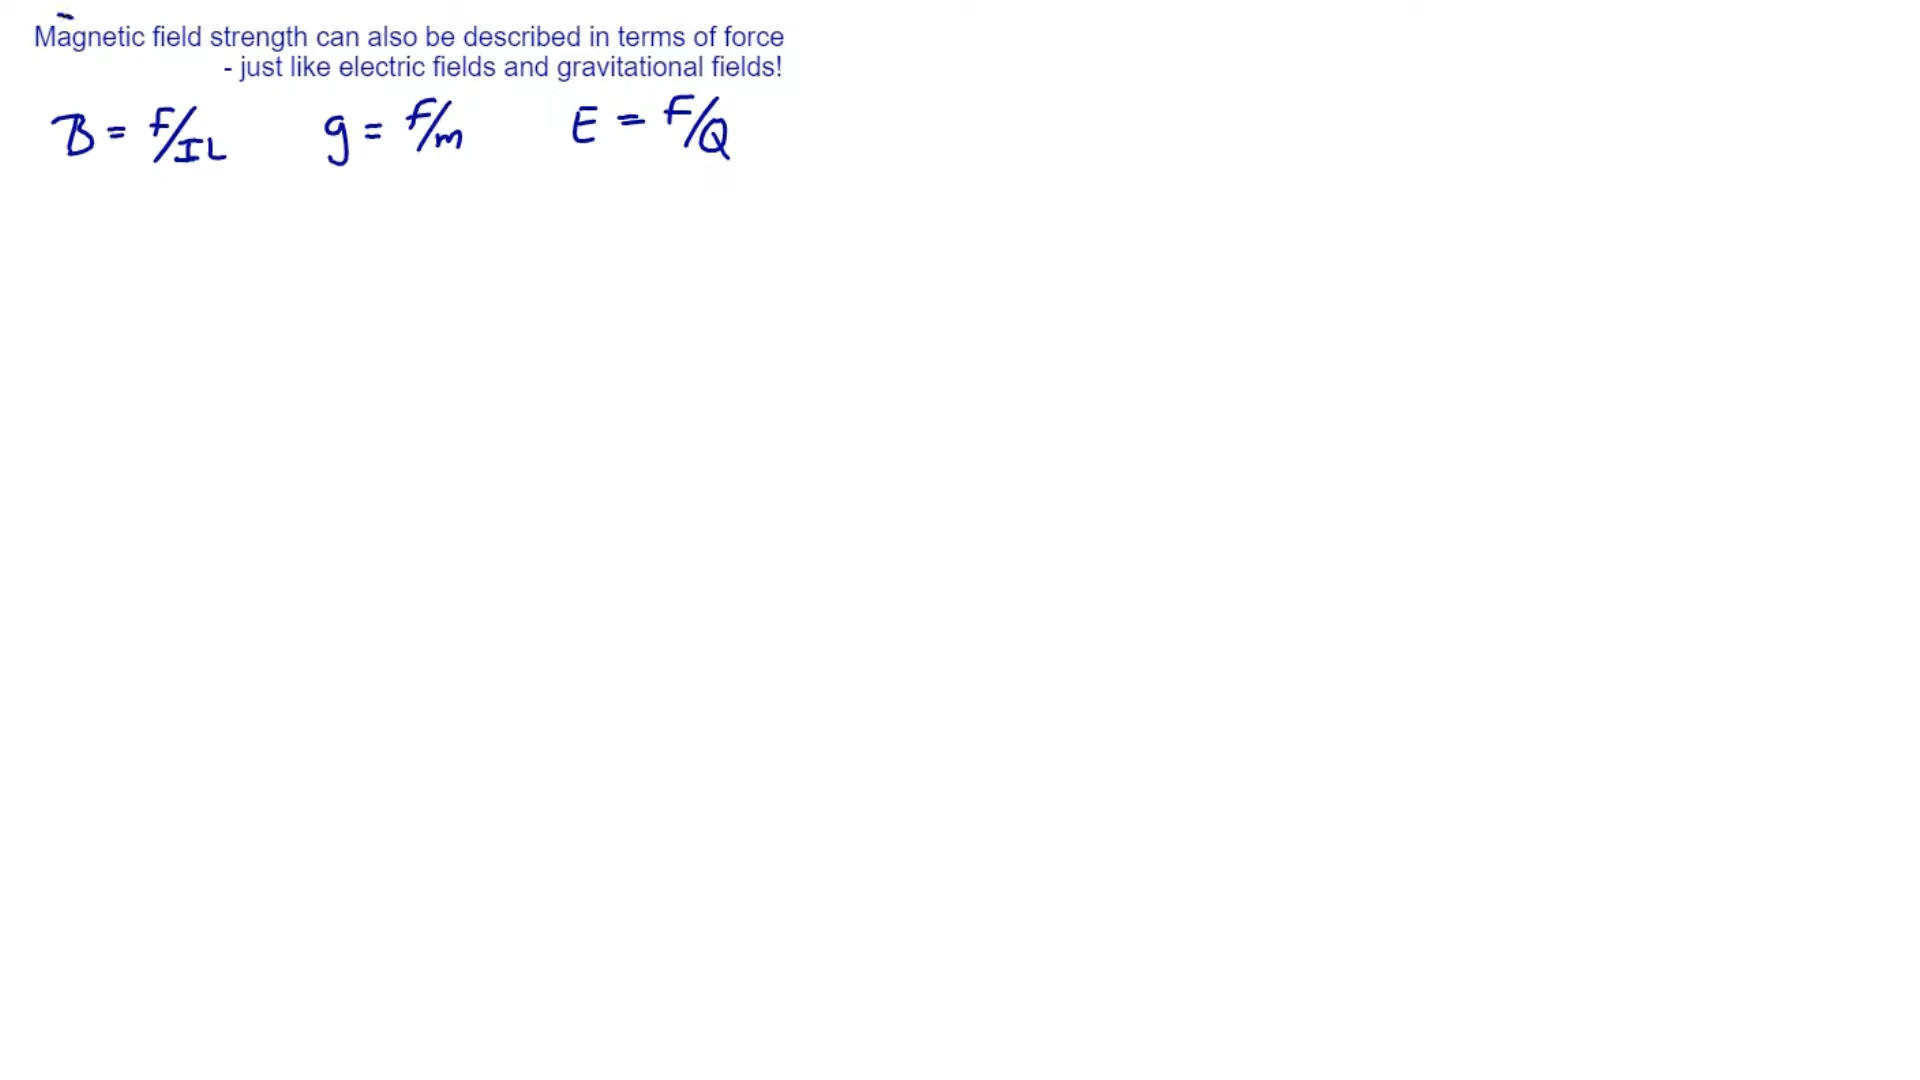 Magnetic field strength can also be described in terms of force
- just like electric fields and gravitational fields!
B = F/IL g = F/m E = F/Q